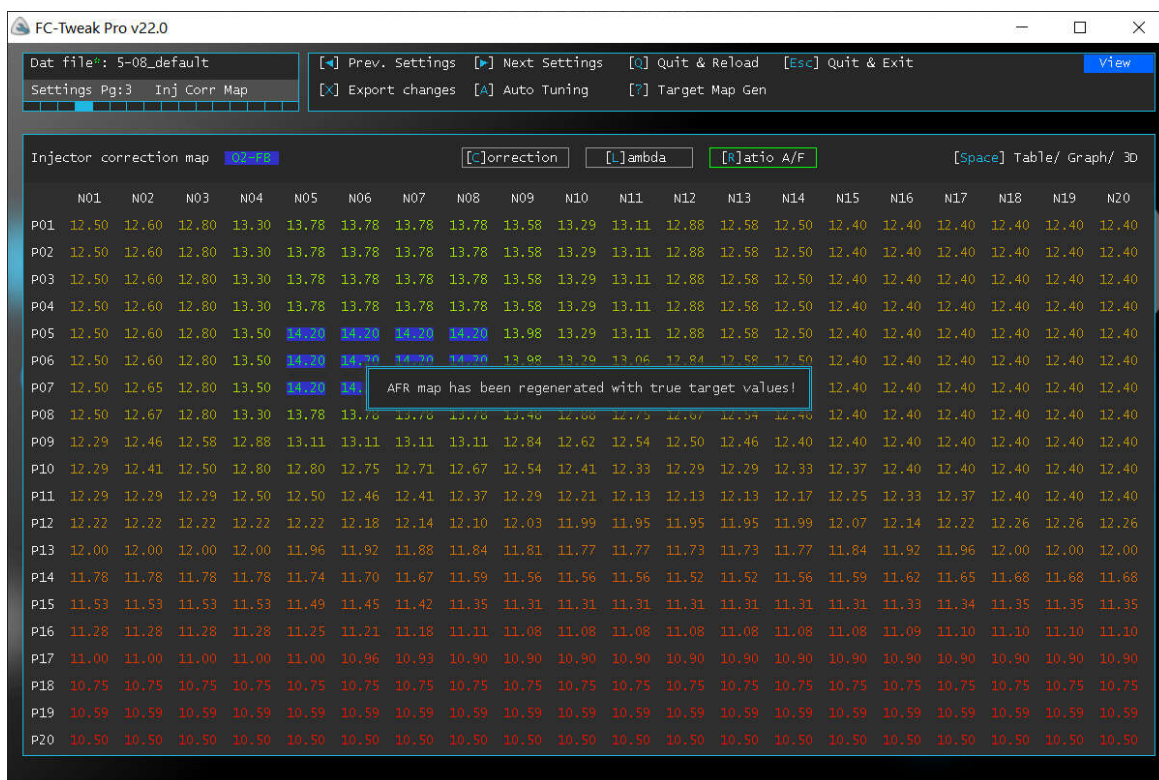 FC-Tweak Pro v22.0
Dat file*: 5-08_default
[◄] Prev. Settings [►] Next Settings [Q] Quit & Reload [Esc] Quit & Exit View
Settings Pg:3 Inj Corr Map
[X] Export changes [A] Auto Tuning [?] Target Map Gen
Injector correction map O2-FB [C]orrection [L]ambda [R]atio A/F [Space] Table/ Graph/ 3D
N01 N02 N03 N04 N05 N06 N07 N08 N09 N10 N11 N12 N13 N14 N15 N16 N17 N18 N19 N20
P01 12.50 12.60 12.80 13.30 13.78 13.78 13.78 13.78 13.58 13.29 13.11 12.88 12.58 12.50 12.40 12.40 12.40 12.40 12.40 12.40
P02 12.50 12.60 12.80 13.30 13.78 13.78 13.78 13.78 13.58 13.29 13.11 12.88 12.58 12.50 12.40 12.40 12.40 12.40 12.40 12.40
P03 12.50 12.60 12.80 13.30 13.78 13.78 13.78 13.78 13.58 13.29 13.11 12.88 12.58 12.50 12.40 12.40 12.40 12.40 12.40 12.40
P04 12.50 12.60 12.80 13.30 13.78 13.78 13.78 13.78 13.58 13.29 13.11 12.88 12.58 12.50 12.40 12.40 12.40 12.40 12.40 12.40
P05 12.50 12.60 12.80 13.50 14.20 14.20 14.20 14.20 13.98 13.29 13.11 12.88 12.58 12.50 12.40 12.40 12.40 12.40 12.40 12.40
P06 12.50 12.60 12.80 13.50 14.20 14.20 14.20 14.20 13.98 13.29 13.06 12.84 12.58 12.50 12.40 12.40 12.40 12.40 12.40 12.40
P07 12.50 12.65 12.80 13.50 14.20 14. 12.40 12.40 12.40 12.40 12.40 12.40
AFR map has been regenerated with true target values!
P08 12.50 12.67 12.80 13.30 13.78 13.78 13.78 13.78 13.48 12.88 12.75 12.67 12.54 12.40 12.40 12.40 12.40 12.40 12.40 12.40
P09 12.29 12.46 12.58 12.88 13.11 13.11 13.11 13.11 12.84 12.62 12.54 12.50 12.46 12.40 12.40 12.40 12.40 12.40 12.40 12.40
P10 12.29 12.41 12.50 12.80 12.80 12.75 12.71 12.67 12.54 12.41 12.33 12.29 12.29 12.33 12.37 12.40 12.40 12.40 12.40 12.40
P11 12.29 12.29 12.29 12.50 12.50 12.46 12.41 12.37 12.29 12.21 12.13 12.13 12.13 12.17 12.25 12.33 12.37 12.40 12.40 12.40
P12 12.22 12.22 12.22 12.22 12.22 12.18 12.14 12.10 12.03 11.99 11.95 11.95 11.95 11.99 12.07 12.14 12.22 12.26 12.26 12.26
P13 12.00 12.00 12.00 12.00 11.96 11.92 11.88 11.84 11.81 11.77 11.77 11.73 11.73 11.77 11.84 11.92 11.96 12.00 12.00 12.00
P14 11.78 11.78 11.78 11.78 11.74 11.70 11.67 11.59 11.56 11.56 11.56 11.52 11.52 11.56 11.59 11.62 11.65 11.68 11.68 11.68
P15 11.53 11.53 11.53 11.53 11.49 11.45 11.42 11.35 11.31 11.31 11.31 11.31 11.31 11.31 11.31 11.33 11.34 11.35 11.35 11.35
P16 11.28 11.28 11.28 11.28 11.25 11.21 11.18 11.11 11.08 11.08 11.08 11.08 11.08 11.08 11.08 11.09 11.10 11.10 11.10 11.10
P17 11.00 11.00 11.00 11.00 11.00 10.96 10.93 10.90 10.90 10.90 10.90 10.90 10.90 10.90 10.90 10.90 10.90 10.90 10.90 10.90
P18 10.75 10.75 10.75 10.75 10.75 10.75 10.75 10.75 10.75 10.75 10.75 10.75 10.75 10.75 10.75 10.75 10.75 10.75 10.75 10.75
P19 10.59 10.59 10.59 10.59 10.59 10.59 10.59 10.59 10.59 10.59 10.59 10.59 10.59 10.59 10.59 10.59 10.59 10.59 10.59 10.59
P20 10.50 10.50 10.50 10.50 10.50 10.50 10.50 10.50 10.50 10.50 10.50 10.50 10.50 10.50 10.50 10.50 10.50 10.50 10.50 10.50